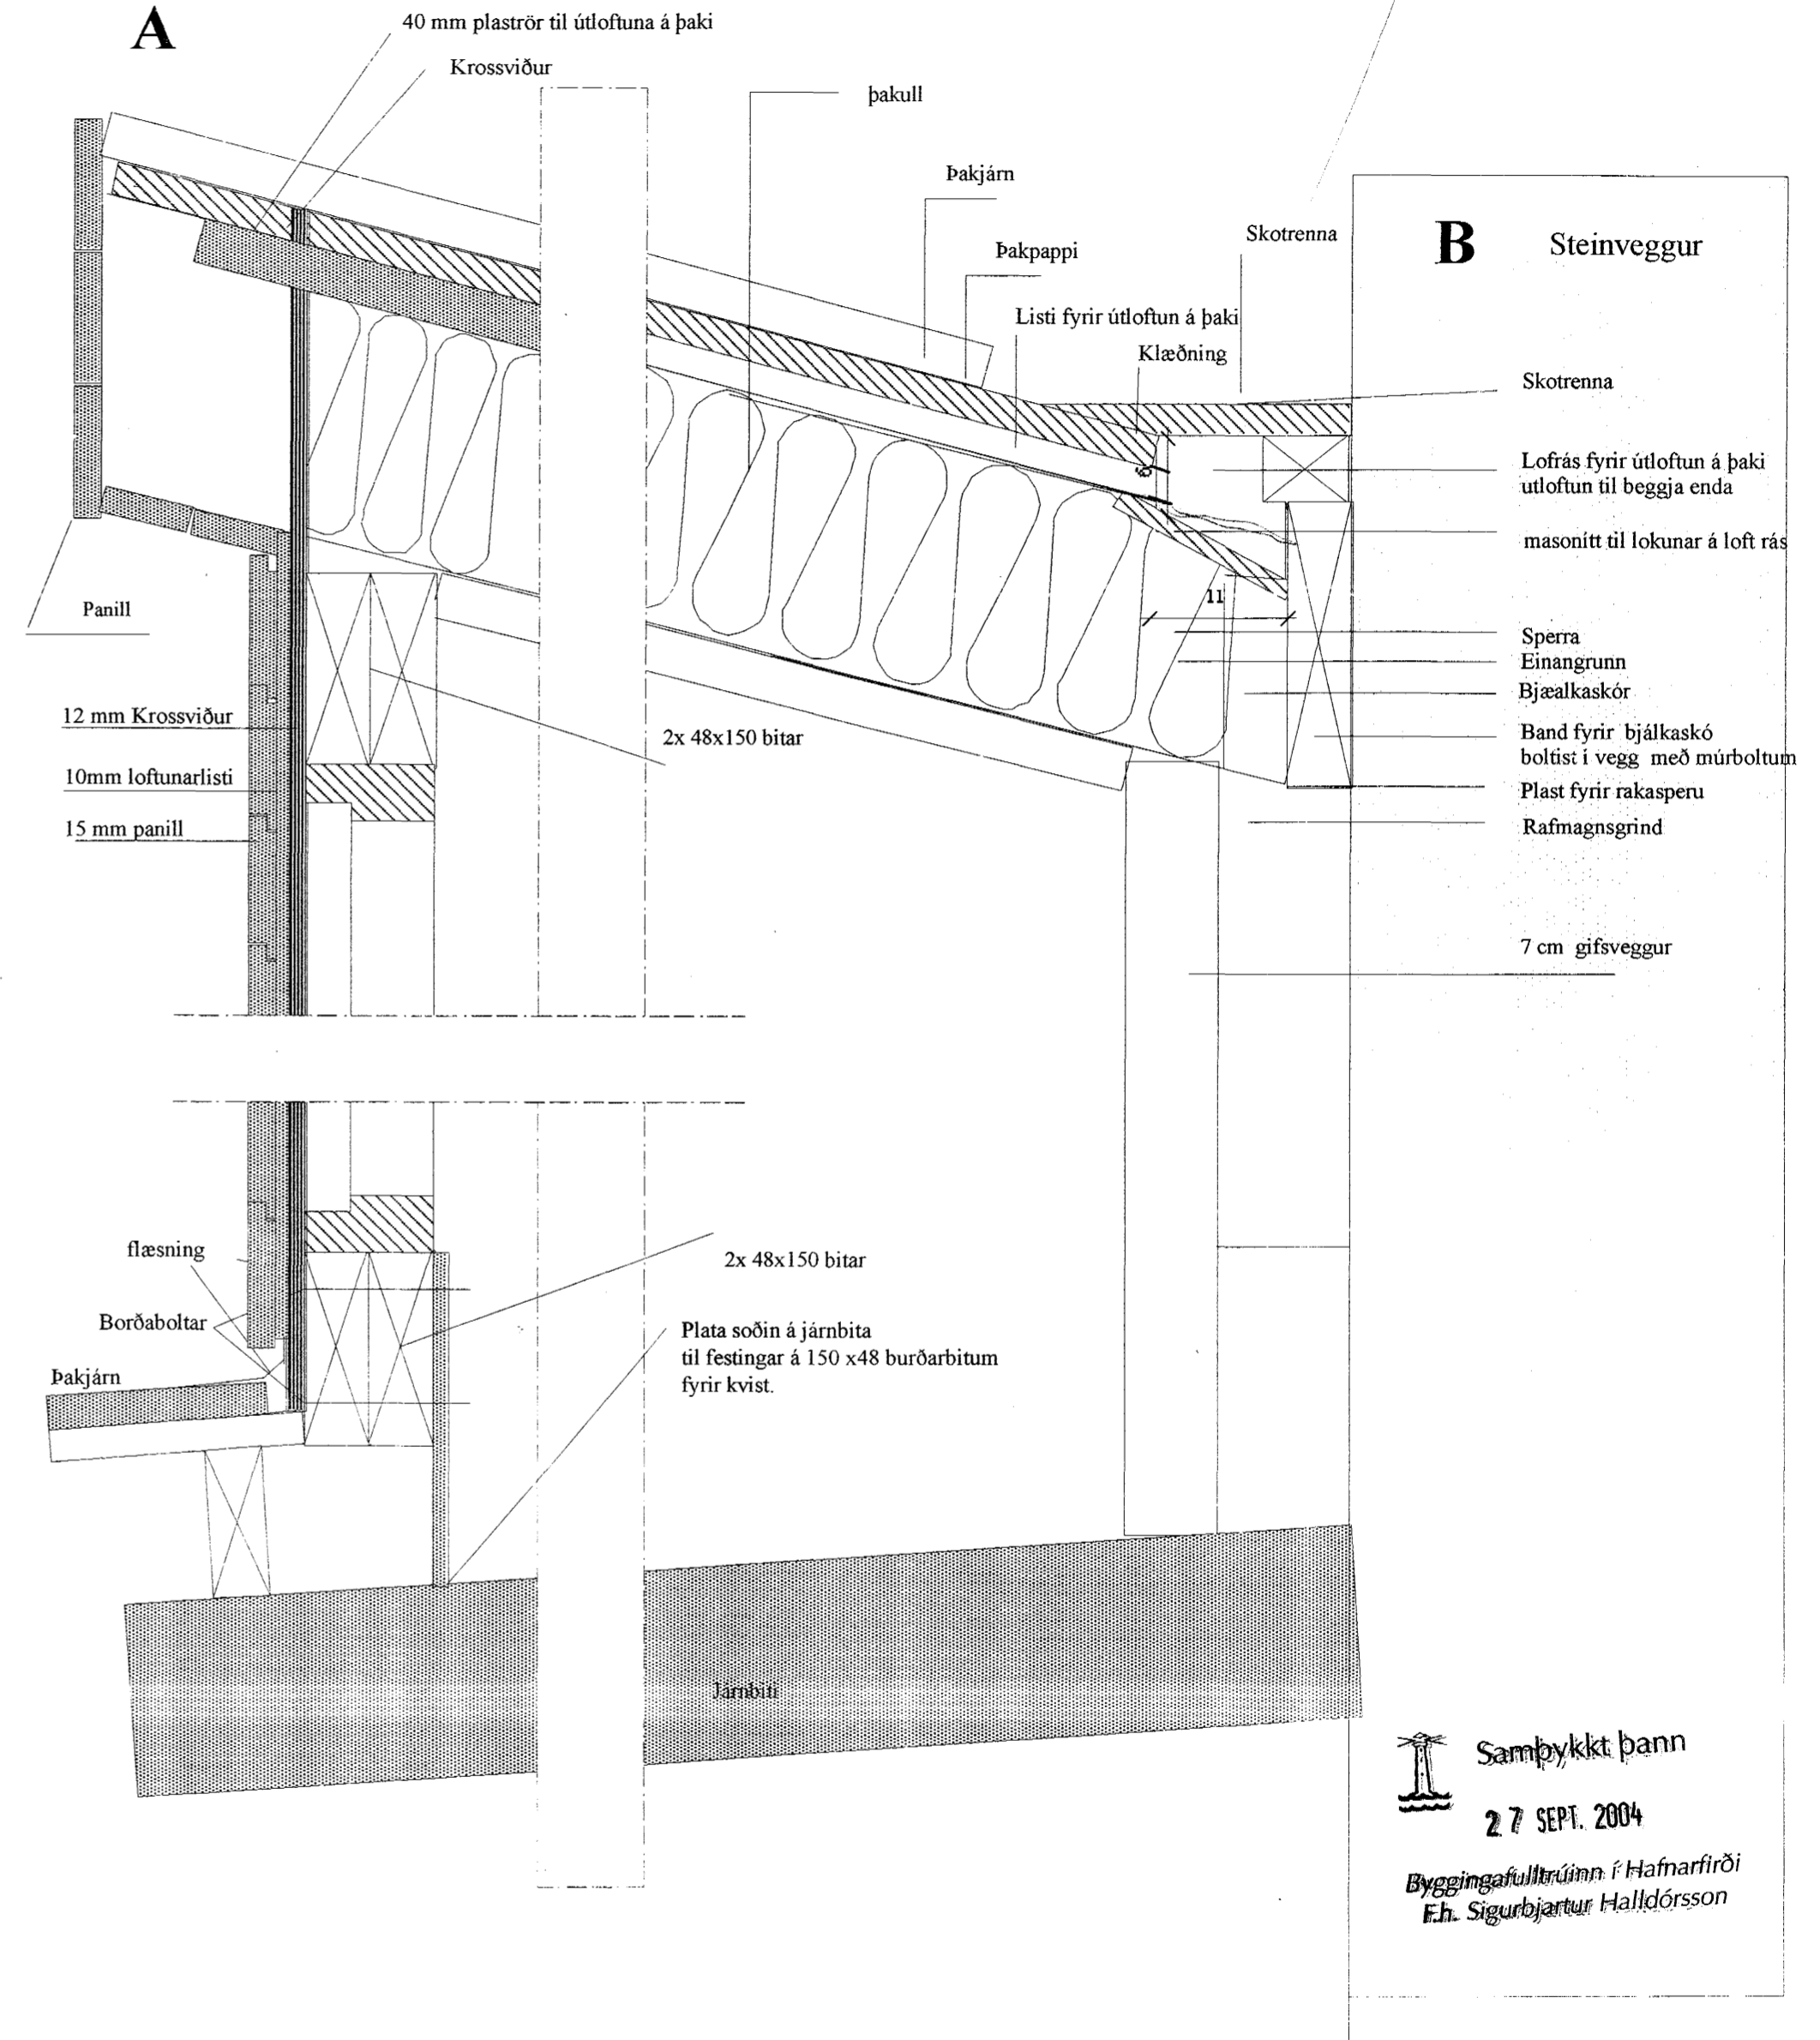 A
40 mm plaströr til útloftuna á þaki
Krossviður
þakull
Þakjárn
Þakpappi
Skotrenna
Listi fyrir útloftun á þaki
Klæðning
B
Steinveggur
Skotrenna
Lofrás fyrir útloftun á þaki
utloftun til beggja enda
masonítt til lokunar á loft rás
6
11
Sperra
Einangrunn
Bjæalkaskór
Band fyrir bjálkaskó
boltist i vegg með múrboltum
Plast fyrir rakasperu
Rafmagnsgrind
7 cm gifsveggur
Panill
12 mm Krossviður
10mm loftunarlisti
15 mm panill
2x 48x150 bitar
flæsning
Borðaboltar
Þakjárn
2x 48x150 bitar
Plata soðin á járnbita
til festingar á 150 x48 burðarbitum
fyrir kvist.
Járnbiti
Samþykkt þann
27 SEPT. 2004
Byggingafulltrúinn í Hafnarfirði
F.h. Sigurbjartur Halldórsson